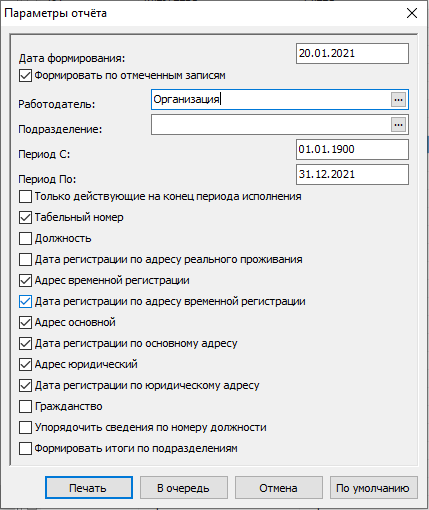 Параметры отчёта
Дата формирования: 20.01.2021
Формировать по отмеченным записям
Работодатель: Организация ...
Подразделение: ...
Период С: 01.01.1900
Период По: 31.12.2021
Только действующие на конец периода исполнения
Табельный номер
Должность
Дата регистрации по адресу реального проживания
Адрес временной регистрации
Дата регистрации по адресу временной регистрации
Адрес основной
Дата регистрации по основному адресу
Адрес юридический
Дата регистрации по юридическому адресу
Гражданство
Упорядочить сведения по номеру должности
Формировать итоги по подразделениям
Печать В очередь Отмена По умолчанию